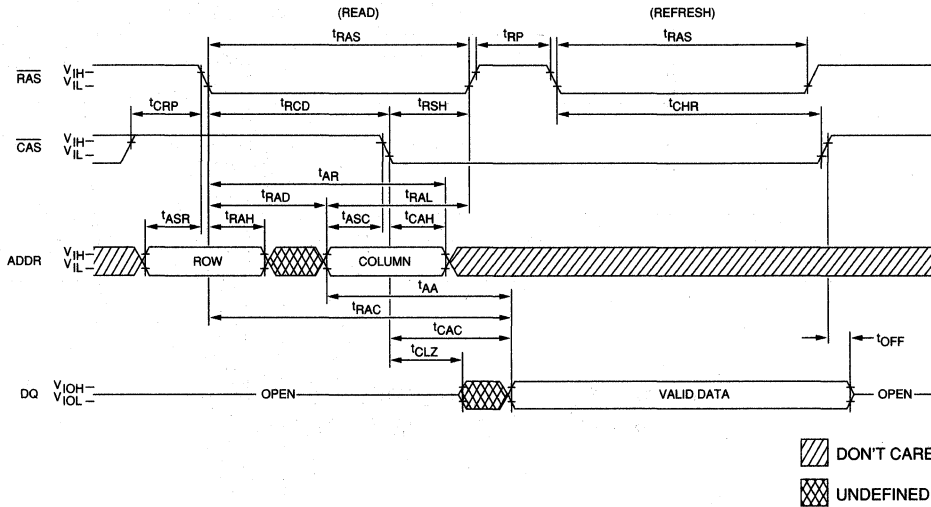 (READ) (REFRESH)
tRAS tRP tRAS
RAS VIH VIL
tCRP tRCD tRSH tCHR
CAS VIH VIL
tAR
tRAD tRAL
tASR tRAH tASC tCAH
ADDR VIH VIL ROW COLUMN
tAA
tRAC
tCAC
tOFF
tCLZ
DQ VIOH VIOL OPEN VALID DATA OPEN
DON'T CARE
UNDEFINED